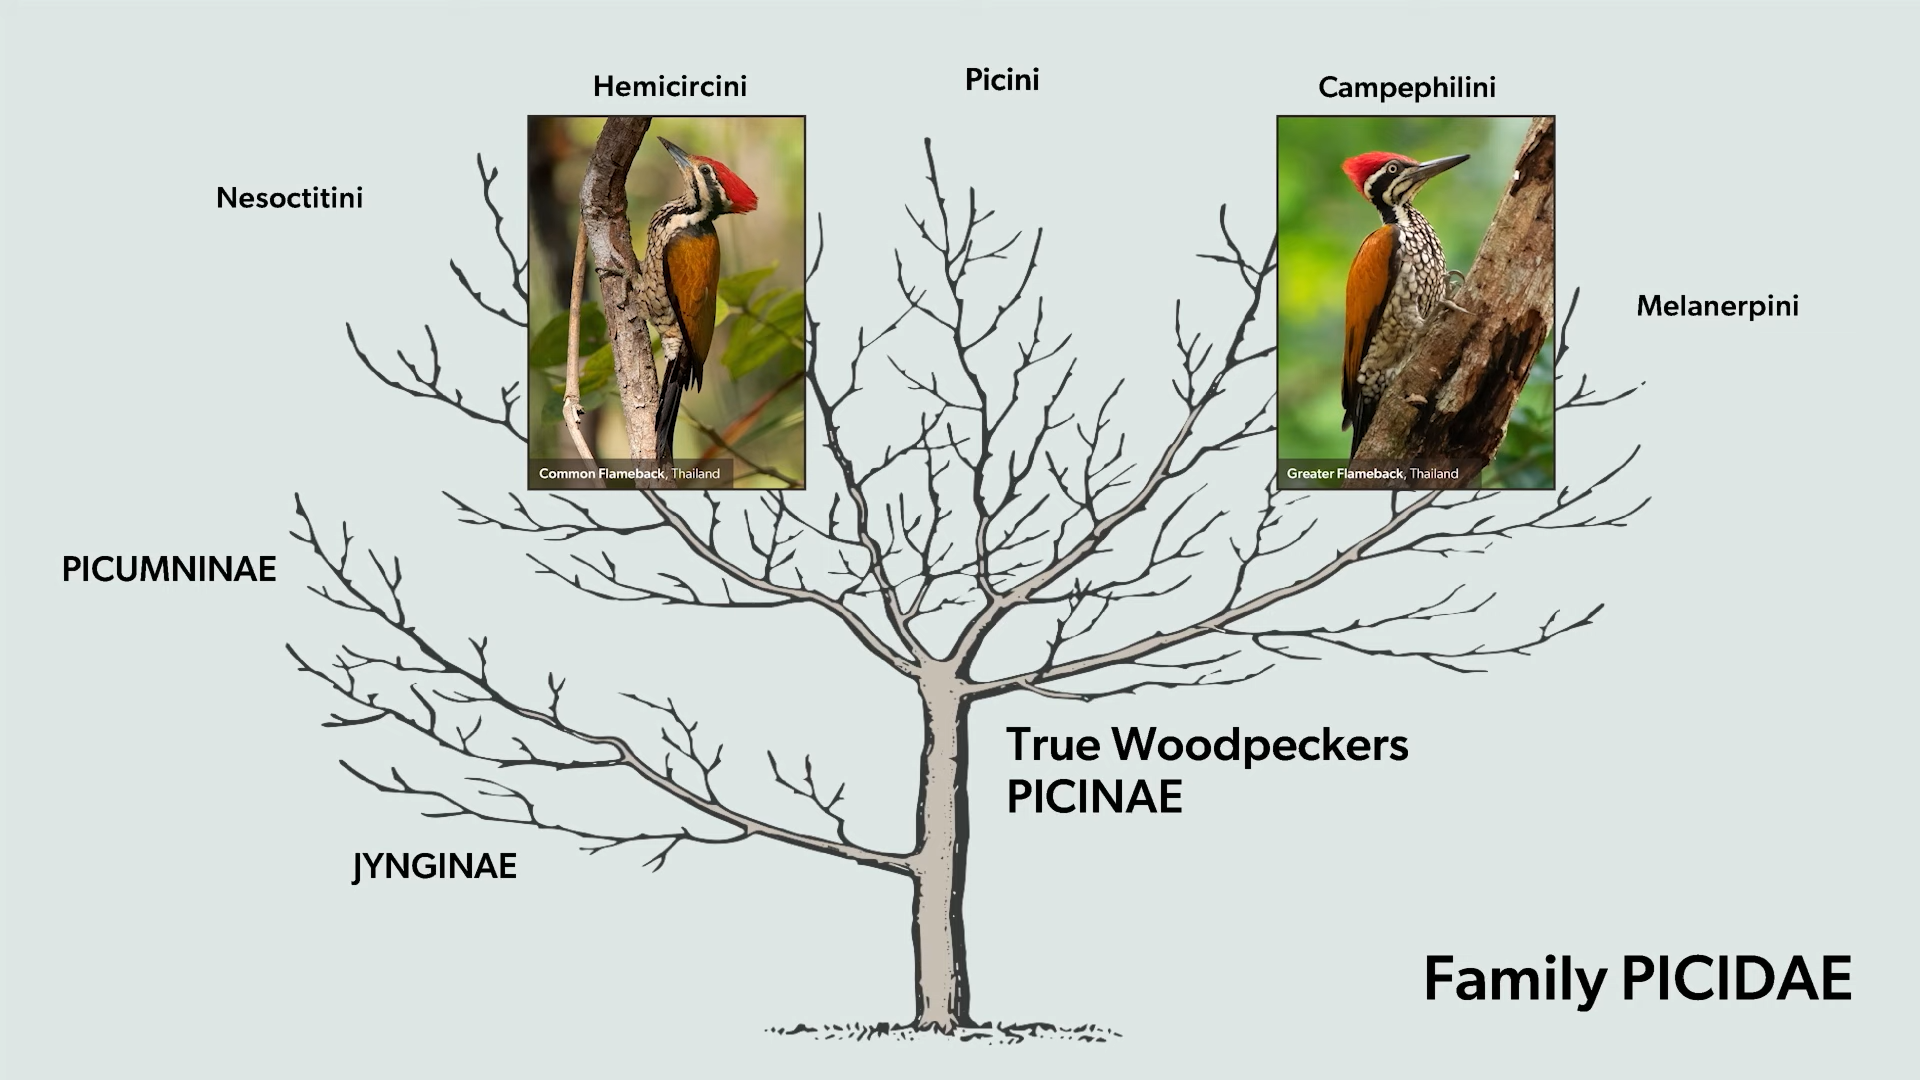 Hemicircini
Picini
Campephilini
Nesoctitini
Melanerpini
Common Flameback, Thailand
Greater Flameback, Thailand
PICUMNINAE
True Woodpeckers
PICINAE
JYNGINAE
Family PICIDAE